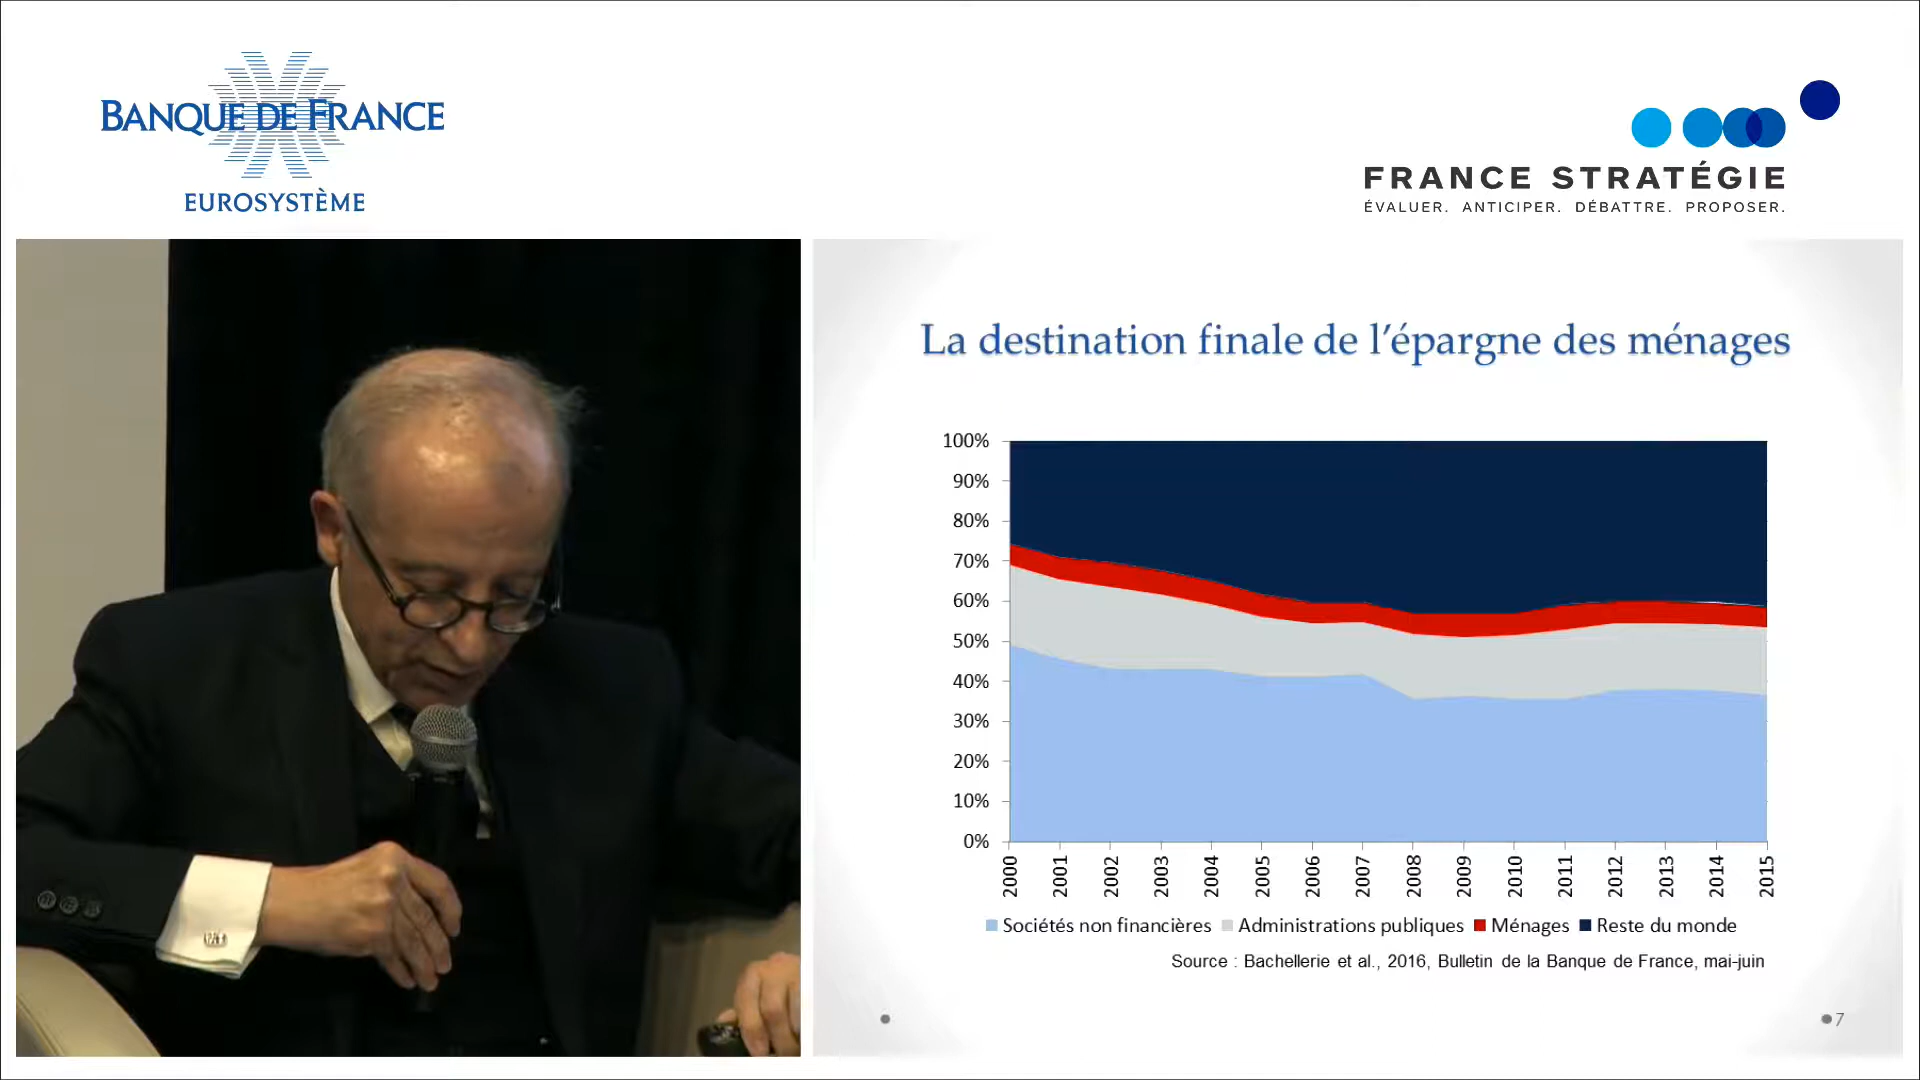 BANQUE DE FRANCE
EUROSYSTÈME
FRANCE STRATÉGIE
ÉVALUER. ANTICIPER. DÉBATTRE. PROPOSER.
La destination finale de l'épargne des ménages
100%
90%
80%
70%
60%
50%
40%
30%
20%
10%
0%
2000 2001 2002 2003 2004 2005 2006 2007 2008 2009 2010 2011 2012 2013 2014 2015
Sociétés non financières Administrations publiques Ménages Reste du monde
Source : Bachellerie et al., 2016, Bulletin de la Banque de France, mai-juin
7